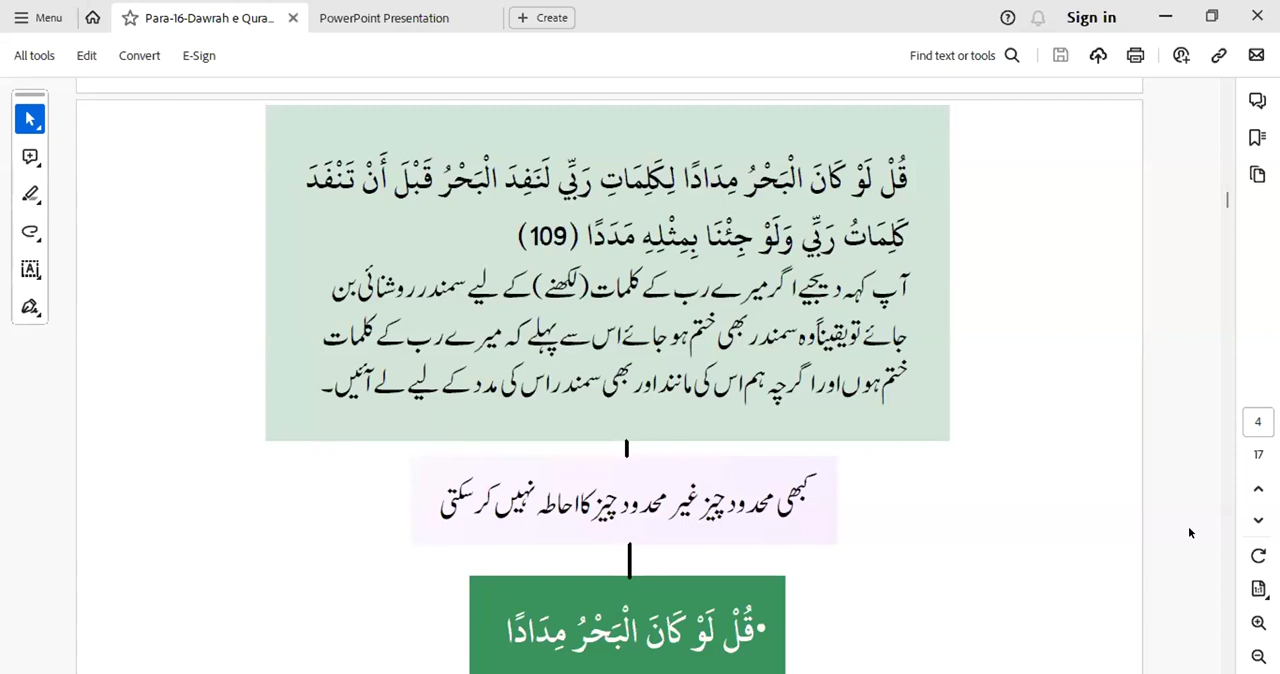 Menu
Para-16-Dawrah e Qura...
PowerPoint Presentation
Create
Sign in
All tools
Edit
Convert
E-Sign
Find text or tools
قُلْ لَوْ كَانَ الْبَحْرُ مِدَادًا لِكَلِمَاتِ رَبِّي لَنَفِدَ الْبَحْرُ قَبْلَ أَنْ تَنْفَدَ
كَلِمَاتُ رَبِّي وَلَوْ جِئْنَا بِمِثْلِهِ مَدَدًا (109)
آپ کہہ دیجیے اگر میرے رب کے کلمات (لکھنے) کے لیے سمندر روشنائی بن
جائے تو یقیناً وہ سمندر بھی ختم ہو جائے اس سے پہلے کہ میرے رب کے کلمات
ختم ہوں اور اگرچہ ہم اس کی مانند اور بھی سمندر اس کی مدد کے لیے لے آئیں۔
کبھی محدود چیز غیر محدود چیز کا احاطہ نہیں کر سکتی
•قُلْ لَوْ كَانَ الْبَحْرُ مِدَادًا
4
17